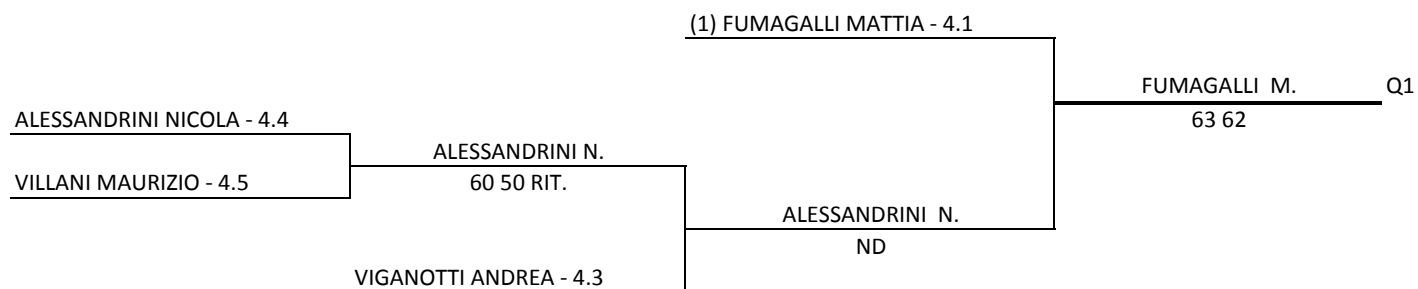 (1) FUMAGALLI MATTIA - 4.1
FUMAGALLI  M.
Q1
ALESSANDRINI NICOLA - 4.4
63 62
ALESSANDRINI N.
VILLANI MAURIZIO - 4.5
60 50 RIT.
ALESSANDRINI  N.
ND
VIGANOTTI ANDREA - 4.3